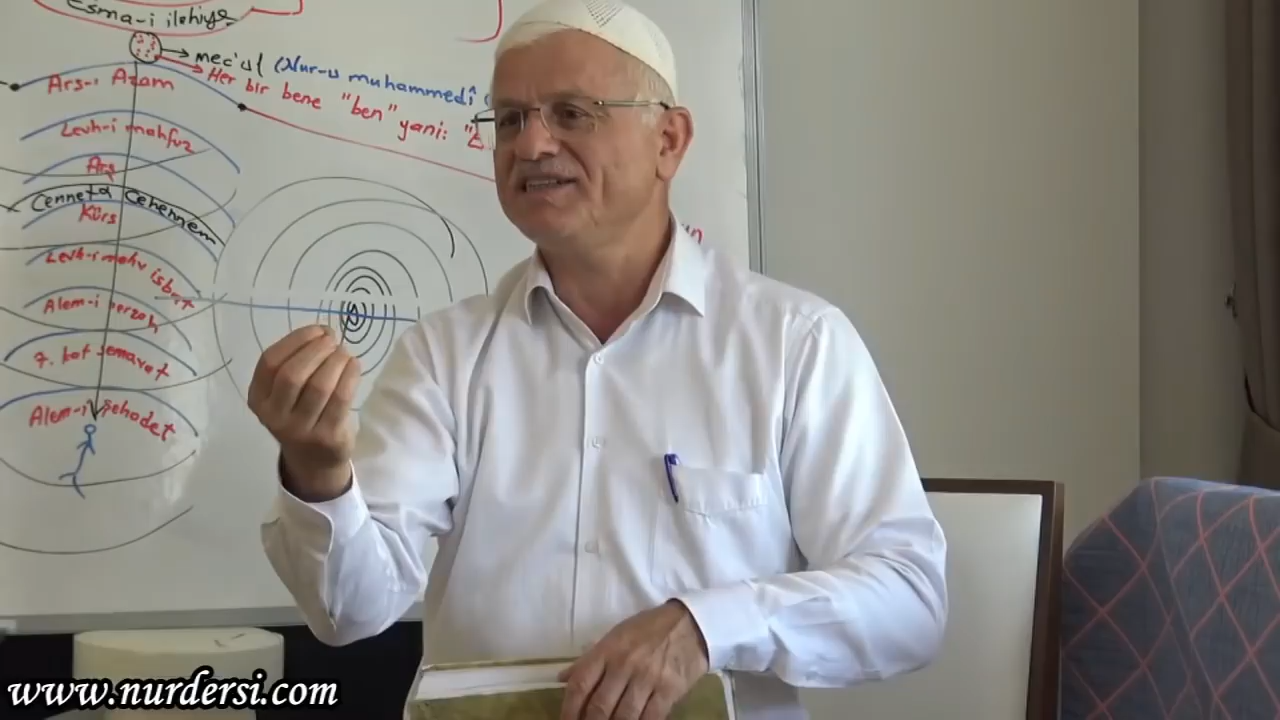 Esma-i ilahiye
mec'ul (Nur-u muhammedî
Her bir bene "ben" yani:
Arş-ı Azam
Levh-i mahfuz
Arş
Cennet Cehennem
Kürs
Levh-i mahv isbat
Alem-i berzah
7. kat semavat
Alem-i şehadet
www.nurdersi.com